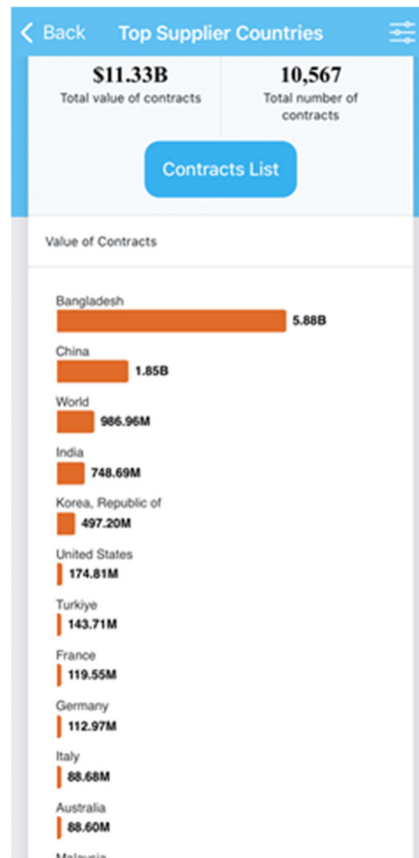 Back Top Supplier Countries
$11.33B 10,567
Total value of contracts Total number of
contracts
Contracts List
Value of Contracts
Bangladesh
5.88B
China
1.85B
World
986.96M
India
748.69M
Korea, Republic of
497.20M
United States
174.81M
Turkiye
143.71M
France
119.55M
Germany
112.97M
Italy
88.68M
Australia
88.60M
Malaysia